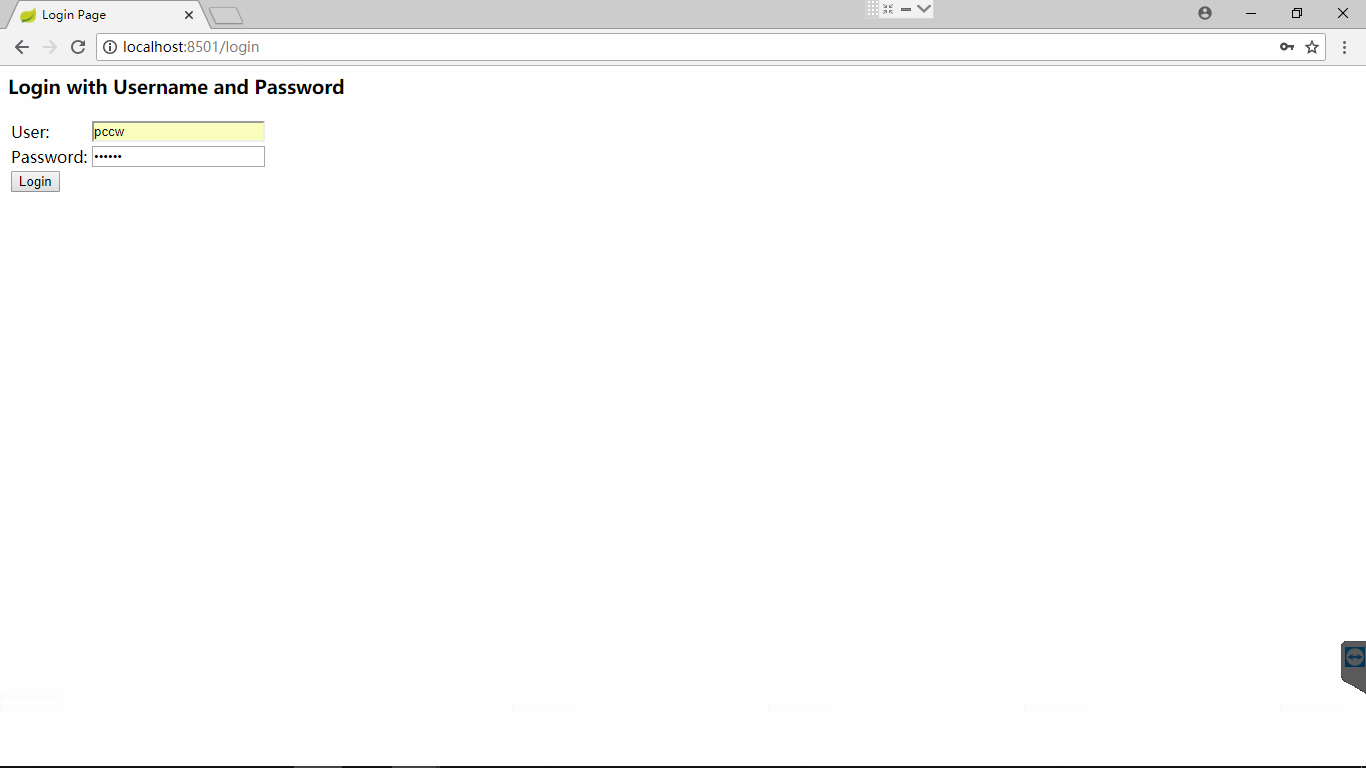 Login Page
localhost:8501/login
Login with Username and Password
User: pccw
Password: ••••••
Login